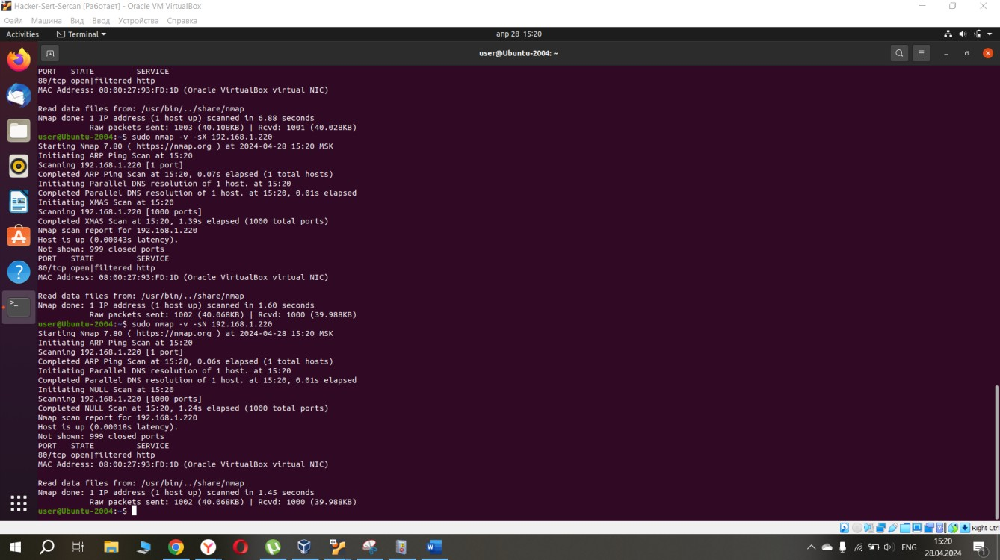 Hacker-Sert-Sercan [Работает] - Oracle VM VirtualBox
Файл Машина Вид Ввод Устройства Справка
Activities Terminal апр 28 15:20
user@Ubuntu-2004: ~
PORT STATE SERVICE
80/tcp open|filtered http
MAC Address: 08:00:27:93:FD:1D (Oracle VirtualBox virtual NIC)
Read data files from: /usr/bin/../share/nmap
Nmap done: 1 IP address (1 host up) scanned in 6.88 seconds
Raw packets sent: 1003 (40.108KB) | Rcvd: 1001 (40.028KB)
user@Ubuntu-2004:~$ sudo nmap -v -sX 192.168.1.220
Starting Nmap 7.80 ( https://nmap.org ) at 2024-04-28 15:20 MSK
Initiating ARP Ping Scan at 15:20
Scanning 192.168.1.220 [1 port]
Completed ARP Ping Scan at 15:20, 0.07s elapsed (1 total hosts)
Initiating Parallel DNS resolution of 1 host. at 15:20
Completed Parallel DNS resolution of 1 host. at 15:20, 0.01s elapsed
Initiating XMAS Scan at 15:20
Scanning 192.168.1.220 [1000 ports]
Completed XMAS Scan at 15:20, 1.39s elapsed (1000 total ports)
Nmap scan report for 192.168.1.220
Host is up (0.00043s latency).
Not shown: 999 closed ports
PORT STATE SERVICE
80/tcp open|filtered http
MAC Address: 08:00:27:93:FD:1D (Oracle VirtualBox virtual NIC)
Read data files from: /usr/bin/../share/nmap
Nmap done: 1 IP address (1 host up) scanned in 1.60 seconds
Raw packets sent: 1002 (40.068KB) | Rcvd: 1000 (39.988KB)
user@Ubuntu-2004:~$ sudo nmap -v -sN 192.168.1.220
Starting Nmap 7.80 ( https://nmap.org ) at 2024-04-28 15:20 MSK
Initiating ARP Ping Scan at 15:20
Scanning 192.168.1.220 [1 port]
Completed ARP Ping Scan at 15:20, 0.06s elapsed (1 total hosts)
Initiating Parallel DNS resolution of 1 host. at 15:20
Completed Parallel DNS resolution of 1 host. at 15:20, 0.01s elapsed
Initiating NULL Scan at 15:20
Scanning 192.168.1.220 [1000 ports]
Completed NULL Scan at 15:20, 1.24s elapsed (1000 total ports)
Nmap scan report for 192.168.1.220
Host is up (0.00018s latency).
Not shown: 999 closed ports
PORT STATE SERVICE
80/tcp open|filtered http
MAC Address: 08:00:27:93:FD:1D (Oracle VirtualBox virtual NIC)
Read data files from: /usr/bin/../share/nmap
Nmap done: 1 IP address (1 host up) scanned in 1.45 seconds
Raw packets sent: 1002 (40.068KB) | Rcvd: 1000 (39.988KB)
user@Ubuntu-2004:~$
Right Ctrl
ENG
15:20
28.04.2024
1